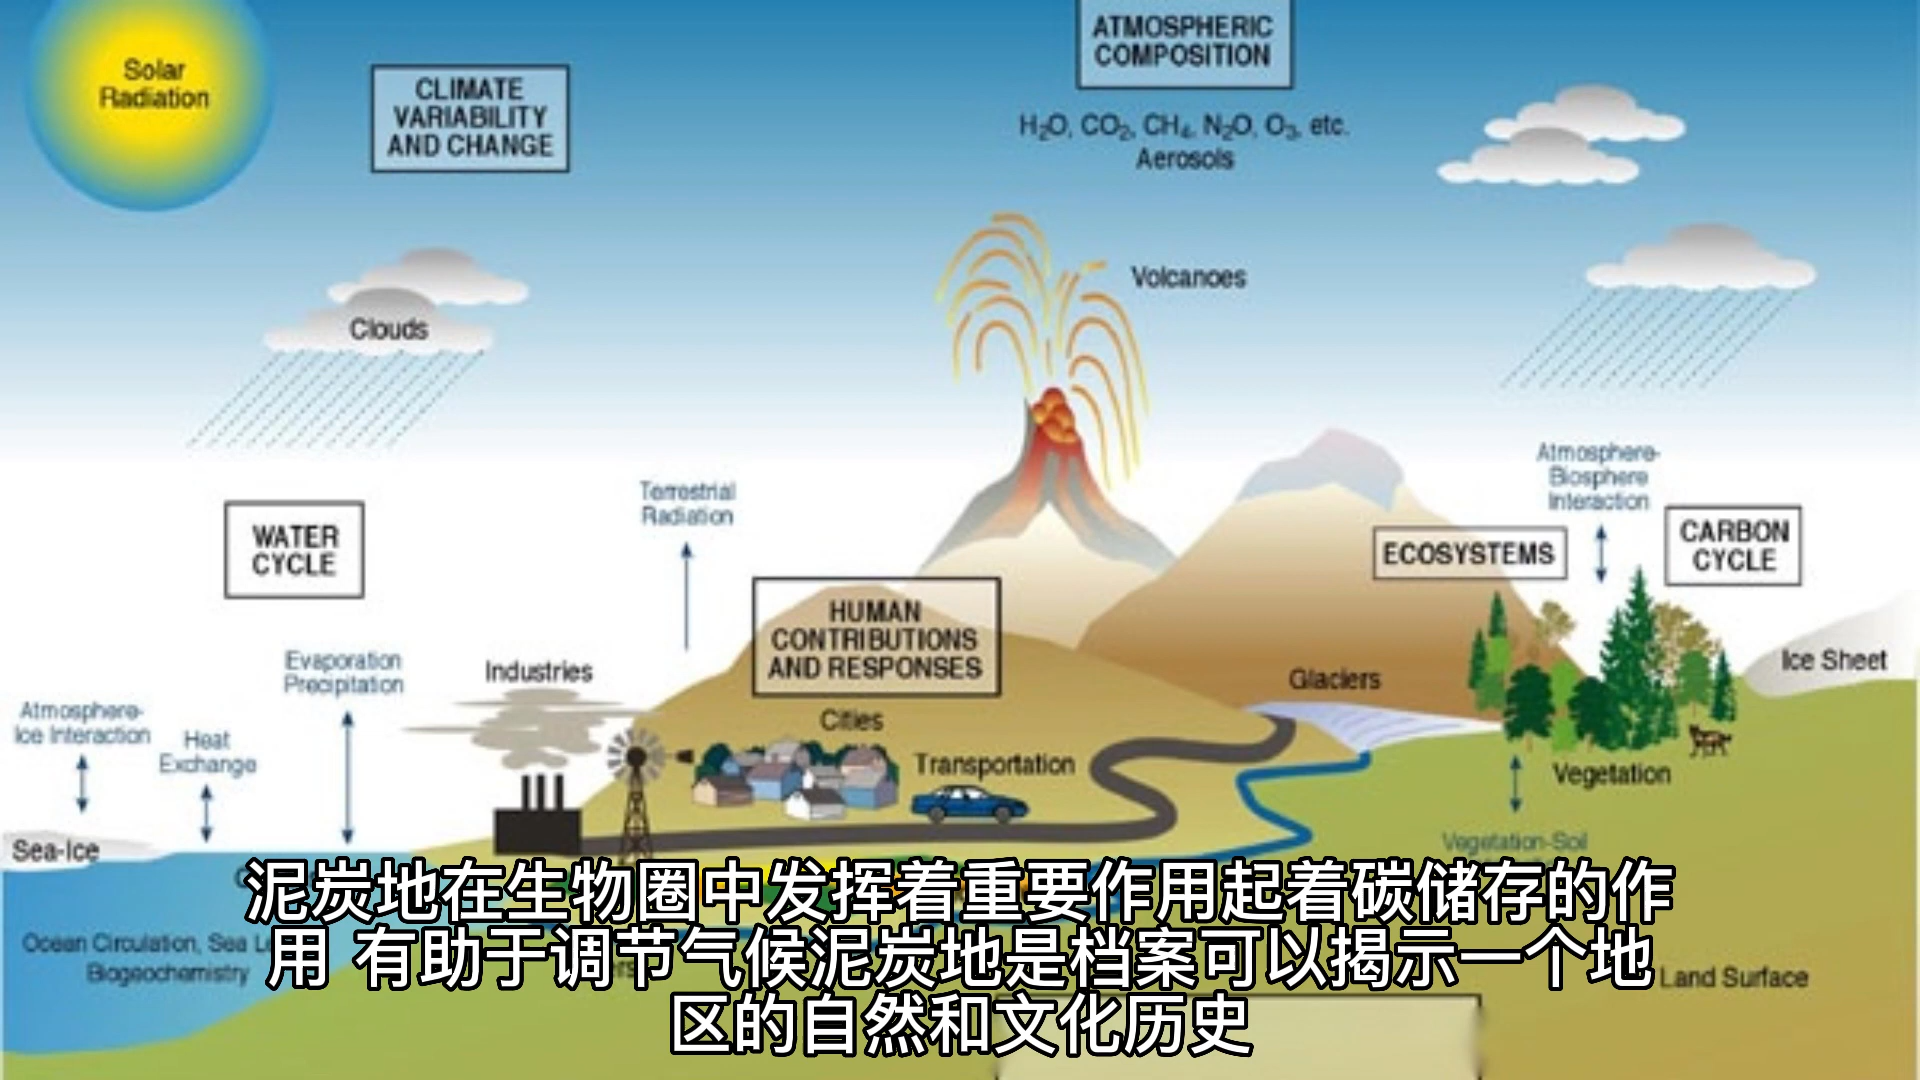 Solar
Radiation
CLIMATE
VARIABILITY
AND CHANGE
ATMOSPHERIC
COMPOSITION
H₂O, CO₂, CH₄, N₂O, O₃, etc.
Aerosols
Volcanoes
Clouds
Terrestrial
Radiation
Atmosphere-
Biosphere
Interaction
WATER
CYCLE
ECOSYSTEMS
CARBON
CYCLE
HUMAN
CONTRIBUTIONS
AND RESPONSES
Evaporation
Precipitation
Industries
Glaciers
Ice Sheet
Atmosphere-
Ice Interaction
Heat
Exchange
Cities
Transportation
Vegetation
Sea-Ice
Vegetation-Soil
泥炭地在生物圈中发挥着重要作用起着碳储存的作
用 有助于调节气候泥炭地是档案可以揭示一个地
区的自然和文化历史
Ocean Circulation, Sea
Biogeochemistry
Land Surface